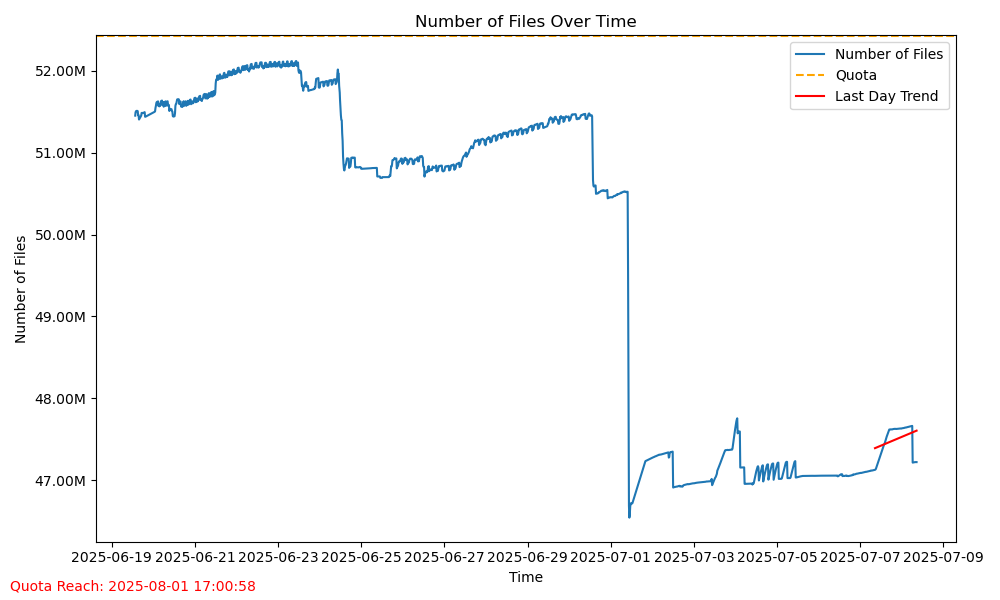 Number of Files Over Time
Number of Files
Quota
Last Day Trend
52.00M
51.00M
50.00M
49.00M
48.00M
47.00M
Number of Files
2025-06-19
2025-06-21
2025-06-23
2025-06-25
2025-06-27
2025-06-29
2025-07-01
2025-07-03
2025-07-05
2025-07-07
2025-07-09
Time
Quota Reach: 2025-08-01 17:00:58